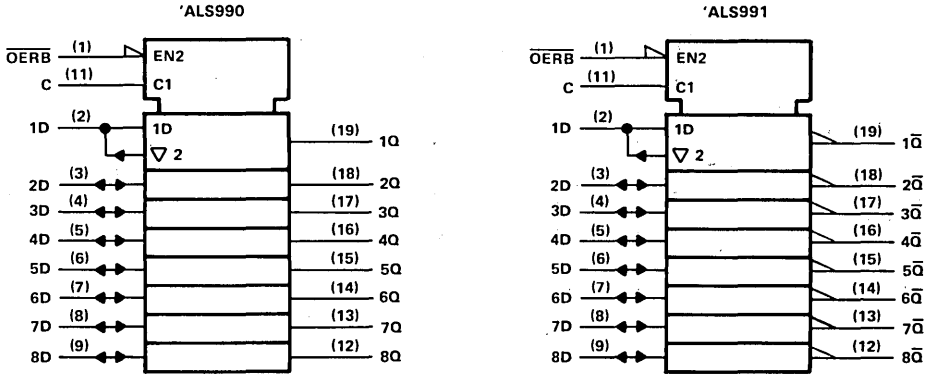 'ALS990
OERB (1) EN2
C (11) C1
1D (2) 1D (19) 1Q
▽ 2
2D (3) (18) 2Q
3D (4) (17) 3Q
4D (5) (16) 4Q
5D (6) (15) 5Q
6D (7) (14) 6Q
7D (8) (13) 7Q
8D (9) (12) 8Q
'ALS991
OERB (1) EN2
C (11) C1
1D (2) 1D (19) 1Q̅
▽ 2
2D (3) (18) 2Q̅
3D (4) (17) 3Q̅
4D (5) (16) 4Q̅
5D (6) (15) 5Q̅
6D (7) (14) 6Q̅
7D (8) (13) 7Q̅
8D (9) (12) 8Q̅